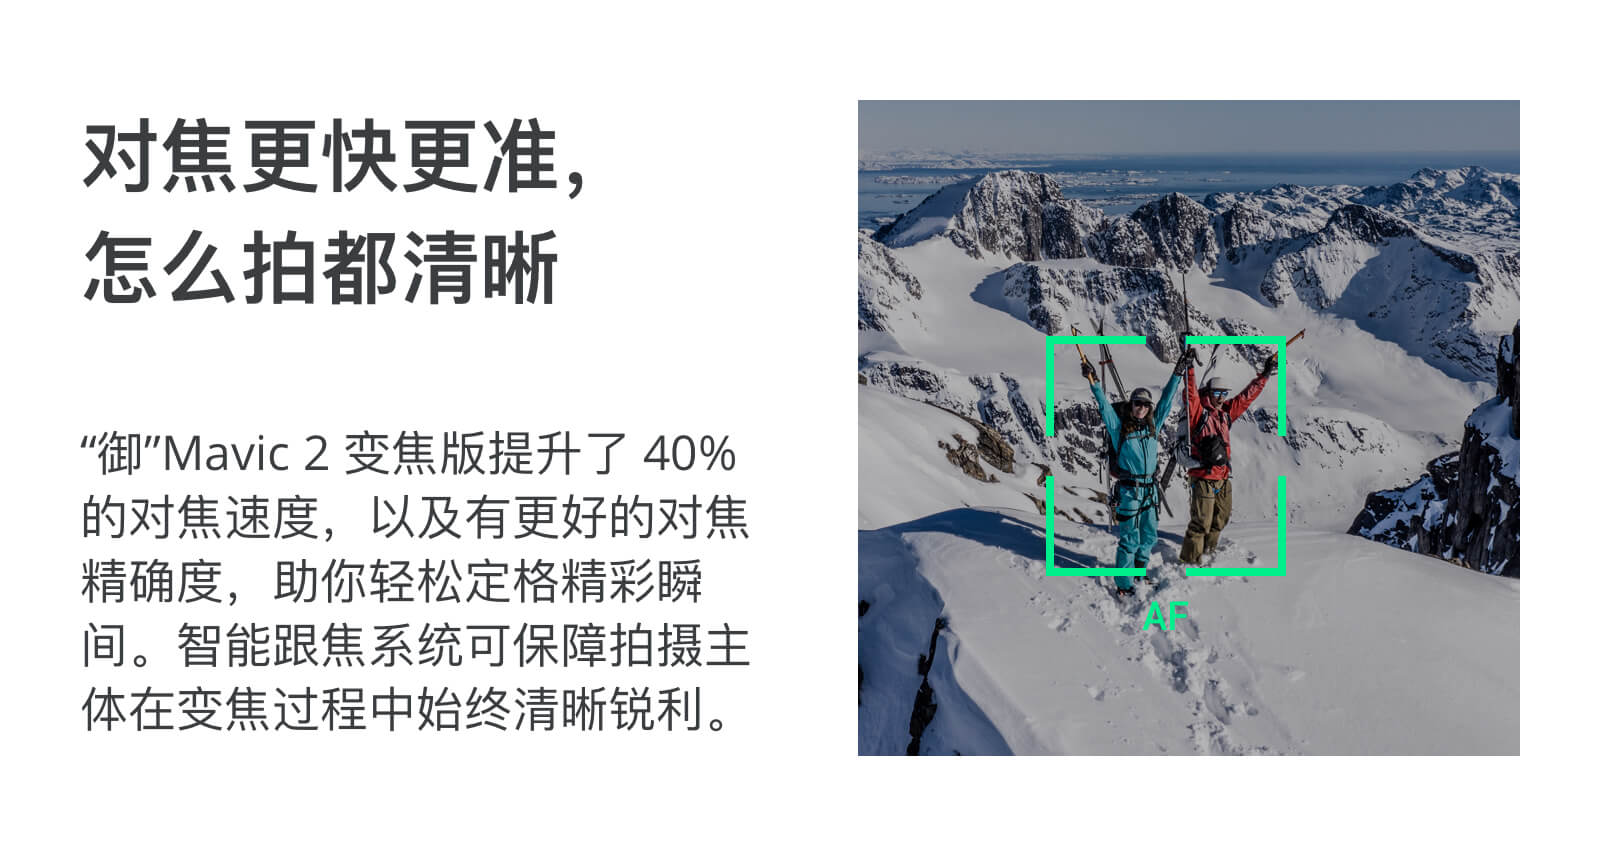 对焦更快更准，
怎么拍都清晰
“御”Mavic 2 变焦版提升了 40%
的对焦速度，以及有更好的对焦
精确度，助你轻松定格精彩瞬
间。智能跟焦系统可保障拍摄主
体在变焦过程中始终清晰锐利。
AF